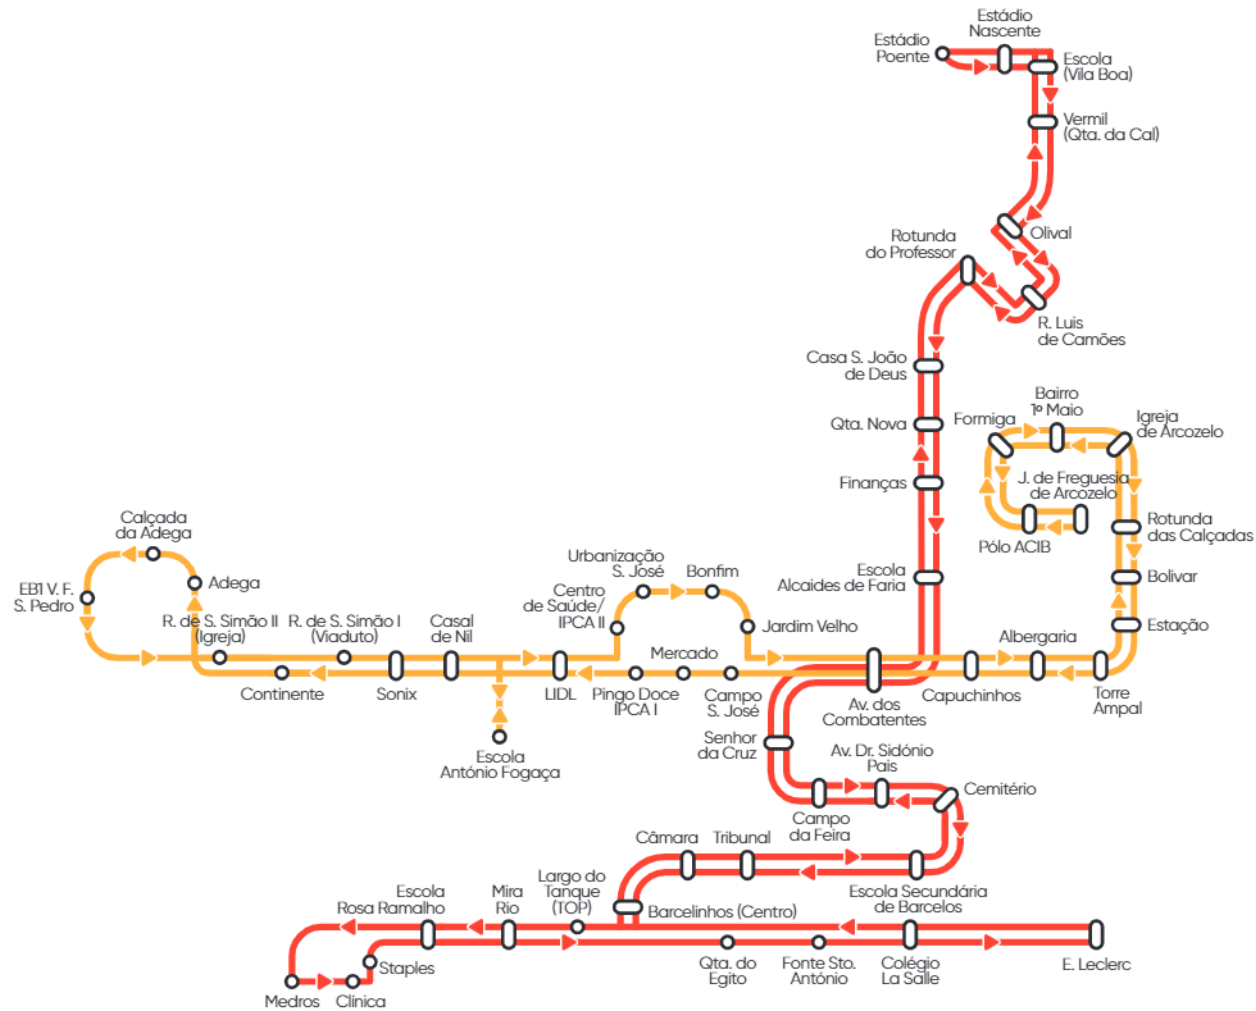 Estádio
Nascente
Estádio
Poente
Escola
(Vila Boa)
Vermil
(Qta. da Cal)
Olival
Rotunda
do Professor
R. Luis
de Camões
Casa S. João
de Deus
Qta. Nova
Finanças
Escola
Alcaides de Faria
Bairro
1º Maio
Formiga
Igreja
de Arcozelo
J. de Freguesia
de Arcozelo
Pólo ACIB
Rotunda
das Calçadas
Bolivar
Estação
Calçada
da Adega
EB1 V. F.
S. Pedro
Adega
R. de S. Simão II
(Igreja)
R. de S. Simão I
(Viaduto)
Casal
de Nil
Urbanização
S. José
Centro
de Saúde/
IPCA II
Bonfim
Jardim Velho
Mercado
Albergaria
Continente
Sonix
LIDL
Pingo Doce
IPCA I
Campo
S. José
Av. dos
Combatentes
Capuchinhos
Torre
Ampal
Escola
António Fogaça
Senhor
da Cruz
Av. Dr. Sidónio
Pais
Cemitério
Campo
da Feira
Câmara
Tribunal
Escola Secundária
de Barcelos
Largo do
Tanque
(TOP)
Barcelinhos (Centro)
Escola
Rosa Ramalho
Mira
Rio
Staples
Medros
Clínica
Qta. do
Egito
Fonte Sto.
António
Colégio
La Salle
E. Leclerc